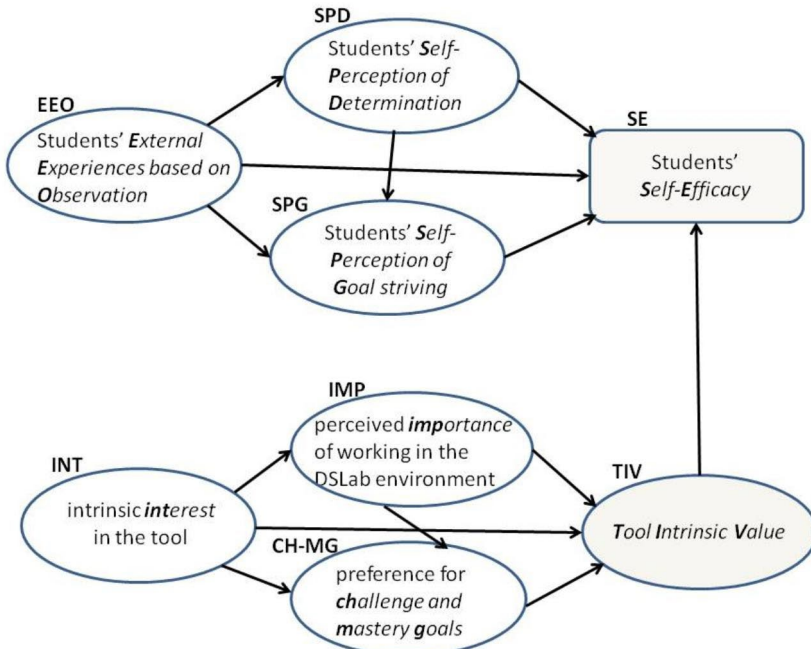 SPD
Students’ Self-
Perception of
Determination
EEO
Students’ External
Experiences based on
Observation
SE
Students’
Self-Efficacy
SPG
Students’ Self-
Perception of
Goal striving
IMP
perceived importance
of working in the
DSLab environment
INT
intrinsic interest
in the tool
TIV
Tool Intrinsic Value
CH-MG
preference for
challenge and
mastery goals